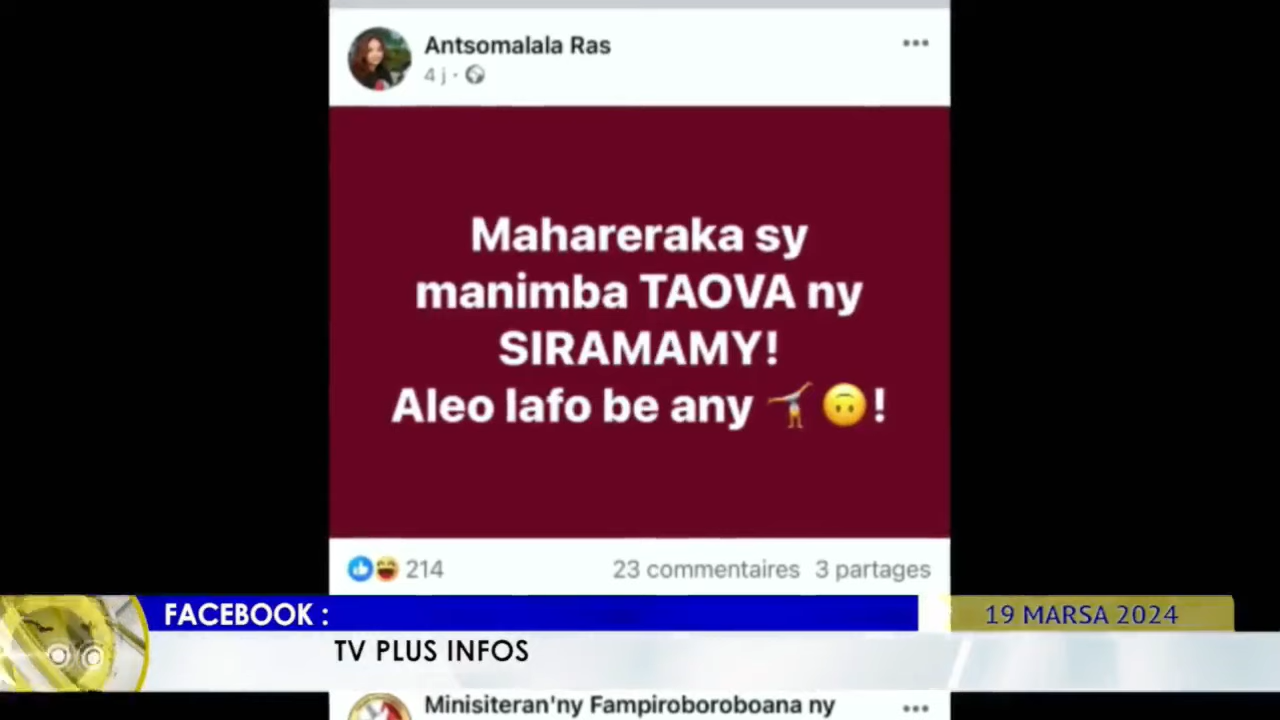 Antsomalala Ras
4 j ·
Mahareraka sy
manimba TAOVA ny
SIRAMAMY!
Aleo lafo be any 🤸🙃!
214
23 commentaires 3 partages
FACEBOOK :
19 MARSA 2024
TV PLUS INFOS
Minisiteran'ny Fampiroboroboana ny